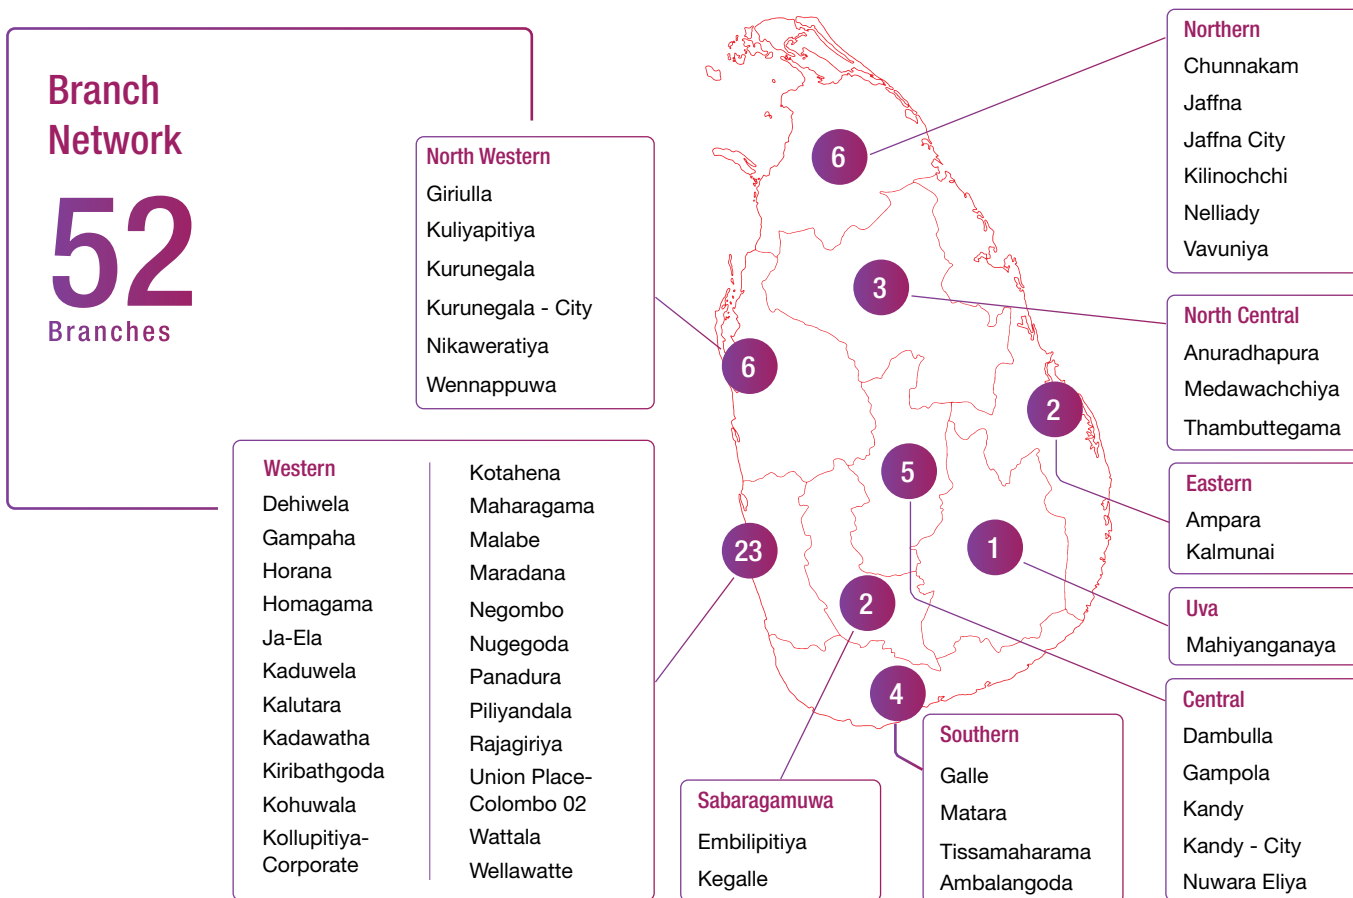 Branch
Network
52
Branches
North Western
Giriulla
Kuliyapitiya
Kurunegala
Kurunegala - City
Nikaweratiya
Wennappuwa
Western
Dehiwela
Gampaha
Horana
Homagama
Ja-Ela
Kaduwela
Kalutara
Kadawatha
Kiribathgoda
Kohuwala
Kollupitiya-
Corporate
Kotahena
Maharagama
Malabe
Maradana
Negombo
Nugegoda
Panadura
Piliyandala
Rajagiriya
Union Place-
Colombo 02
Wattala
Wellawatte
6
3
6
2
5
23
1
2
4
Sabaragamuwa
Embilipitiya
Kegalle
Southern
Galle
Matara
Tissamaharama
Ambalangoda
Northern
Chunnakam
Jaffna
Jaffna City
Kilinochchi
Nelliady
Vavuniya
North Central
Anuradhapura
Medawachchiya
Thambuttegama
Eastern
Ampara
Kalmunai
Uva
Mahiyanganaya
Central
Dambulla
Gampola
Kandy
Kandy - City
Nuwara Eliya